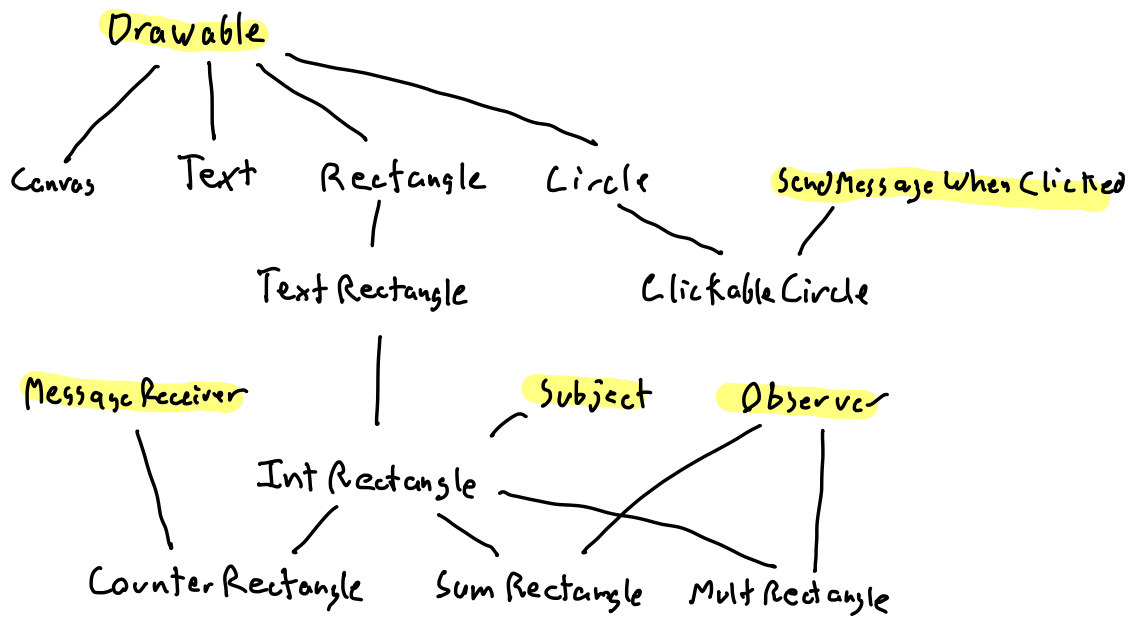 Drawable
Canvas Text Rectangle Circle SendMessageWhenClicked
TextRectangle ClickableCircle
MessageReceiver Subject Observer
IntRectangle
CounterRectangle SumRectangle MultRectangle